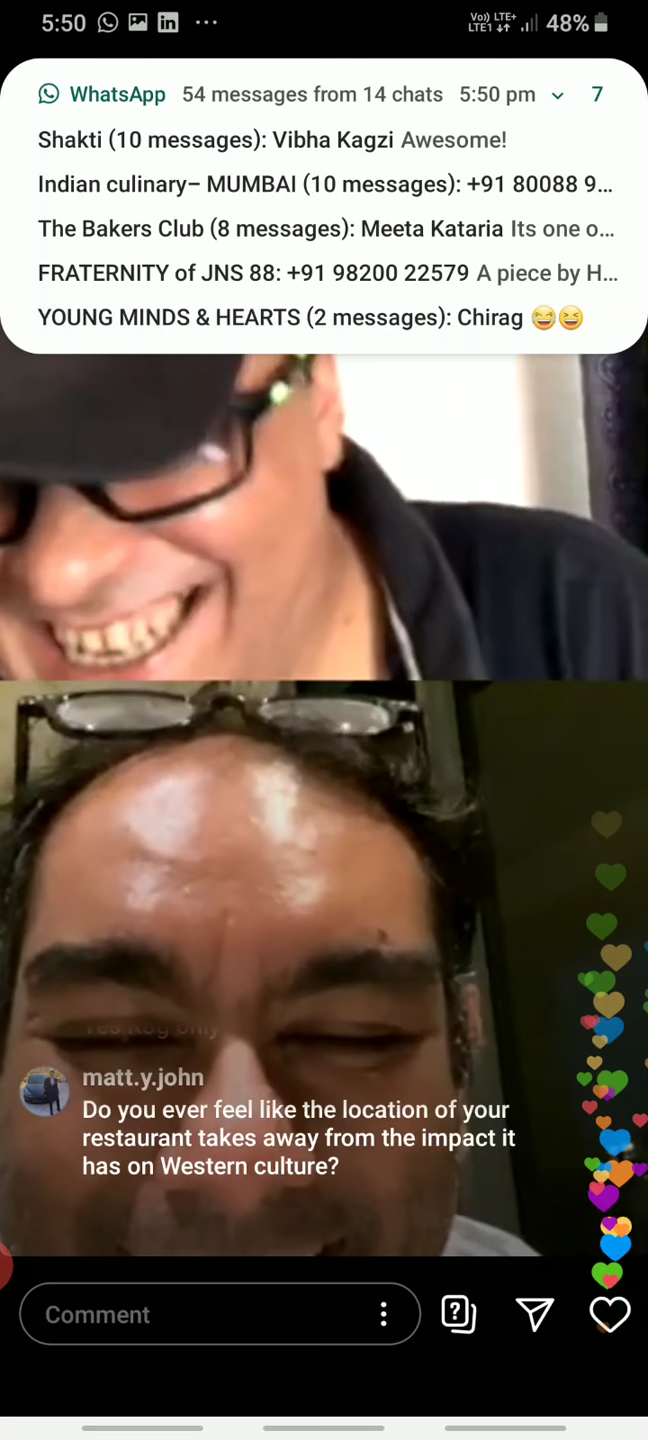 5:50
Vo)) LTE+
LTE1
48%
WhatsApp 54 messages from 14 chats 5:50 pm 7
Shakti (10 messages): Vibha Kagzi Awesome!
Indian culinary– MUMBAI (10 messages): +91 80088 9...
The Bakers Club (8 messages): Meeta Kataria Its one o...
FRATERNITY of JNS 88: +91 98200 22579 A piece by H...
YOUNG MINDS & HEARTS (2 messages): Chirag 😂😆
matt.y.john
Do you ever feel like the location of your
restaurant takes away from the impact it
has on Western culture?
Comment